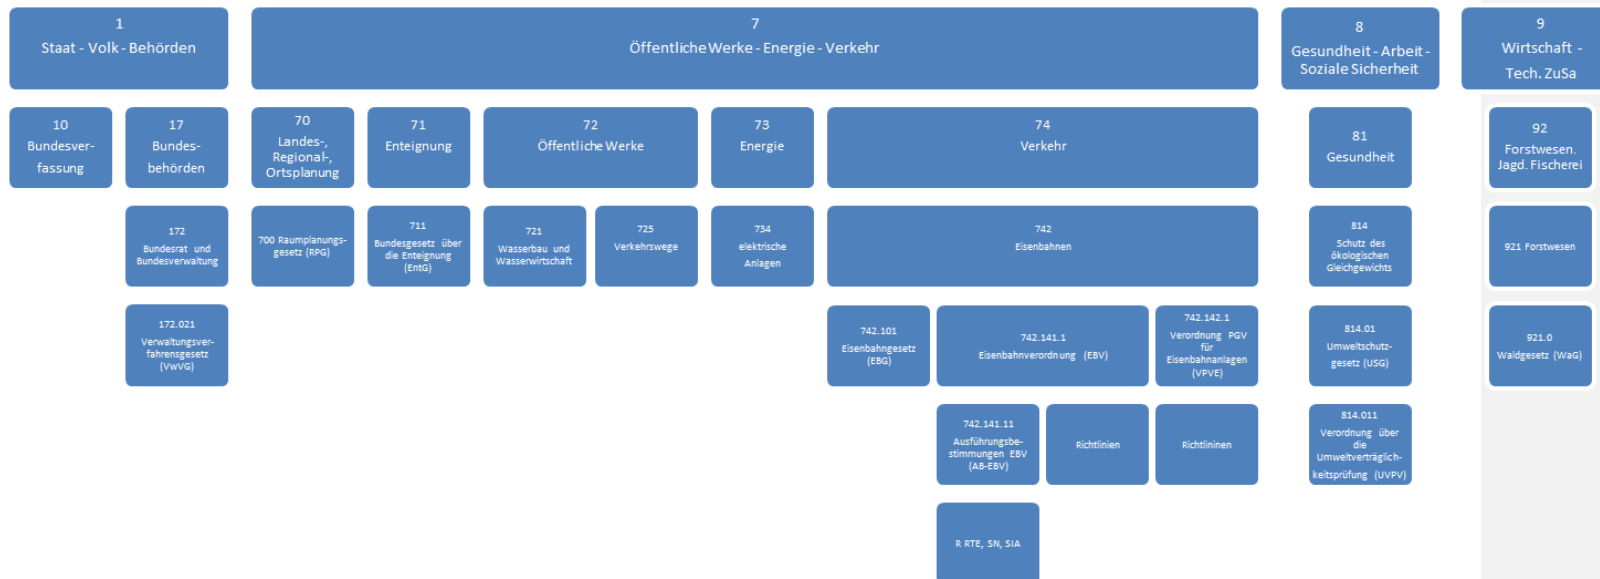 1
Staat - Volk - Behörden
7
Öffentliche Werke - Energie - Verkehr
8
Gesundheit - Arbeit -
Soziale Sicherheit
9
Wirtschaft -
Tech. ZuSa
10
Bundesver-
fassung
17
Bundes-
behörden
70
Landes-,
Regional-,
Ortsplanung
71
Enteignung
72
Öffentliche Werke
73
Energie
74
Verkehr
81
Gesundheit
92
Forstwesen.
Jagd. Fischerei
172
Bundesrat und
Bundesverwaltung
700 Raumplanungs-
gesetz (RPG)
711
Bundesgesetz über
die Enteignung
(EntG)
721
Wasserbau und
Wasserwirtschaft
725
Verkehrswege
734
elektrische
Anlagen
742
Eisenbahnen
814
Schutz des
ökologischen
Gleichgewichts
921 Forstwesen
172.021
Verwaltungsver-
fahrensgesetz
(VwVG)
742.101
Eisenbahngesetz
(EBG)
742.141.1
Eisenbahnverordnung (EBV)
742.142.1
Verordnung PGV
für
Eisenbahnanlagen
(VPVE)
814.01
Umweltschutz-
gesetz (USG)
921.0
Waldgesetz (WaG)
742.141.11
Ausführungsbe-
stimmungen EBV
(AB-EBV)
Richtlinien
Richtlininen
814.011
Verordnung über
die
Umweltverträglich-
keitsprüfung (UVPV)
R RTE, SN, SIA